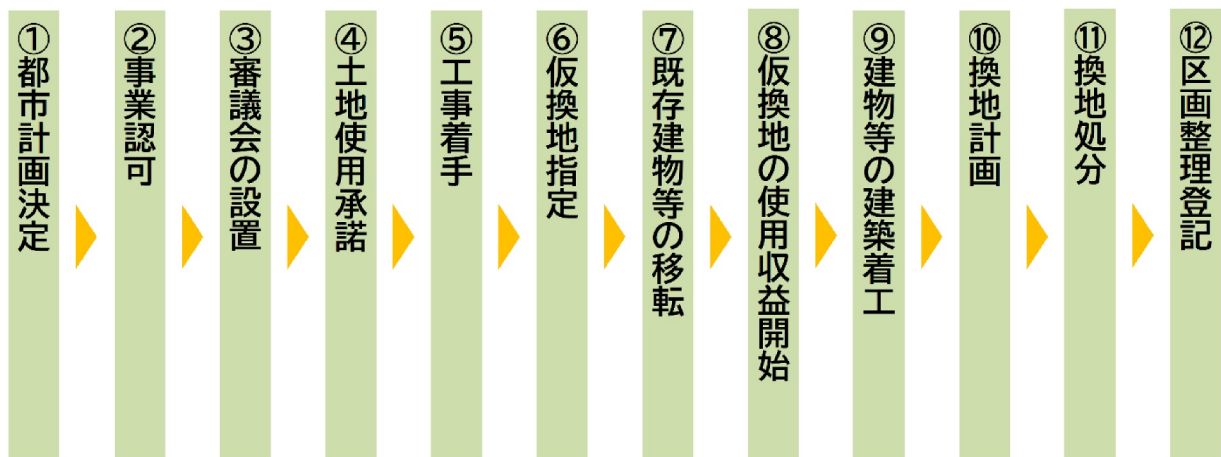 ①都市計画決定
②事業認可
③審議会の設置
④土地使用承諾
⑤工事着手
⑥仮換地指定
⑦既存建物等の移転
⑧仮換地の使用収益開始
⑨建物等の建築着工
⑩換地計画
⑪換地処分
⑫区画整理登記